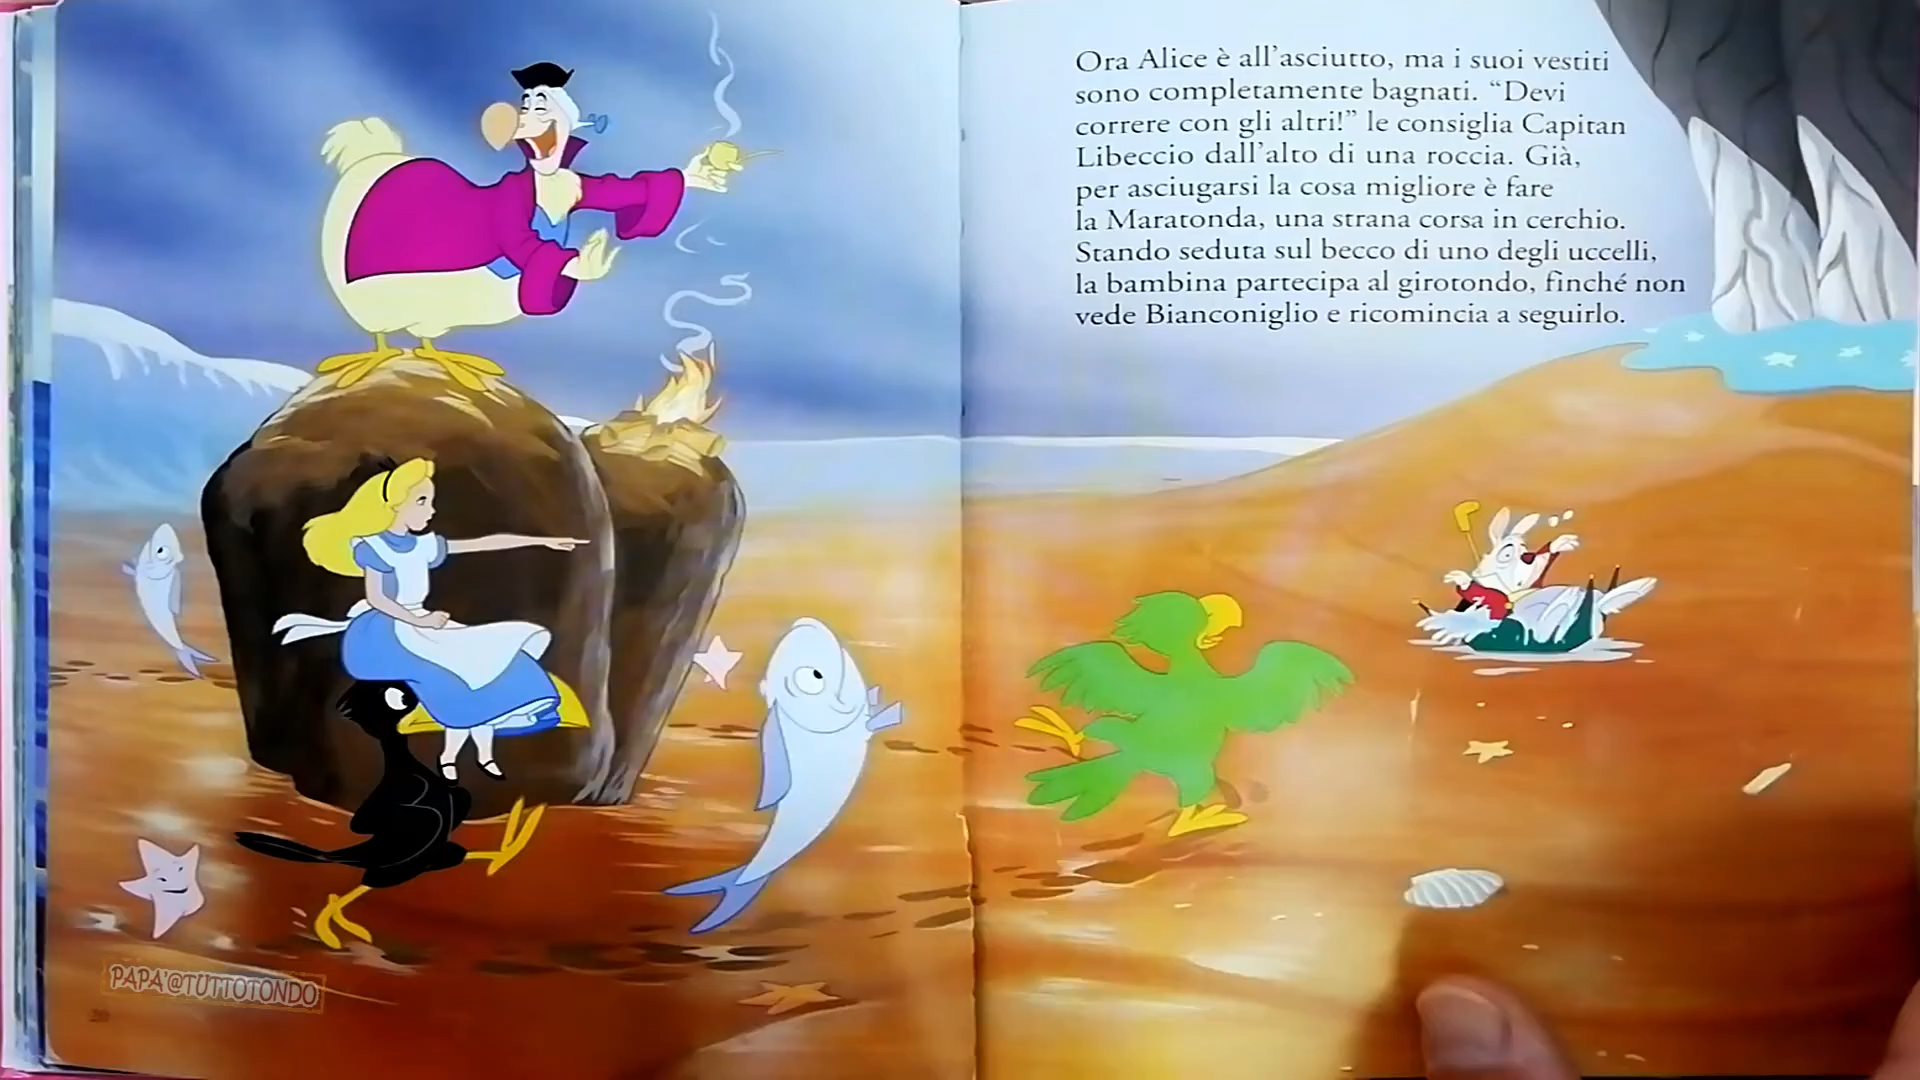 Ora Alice è all'asciutto, ma i suoi vestiti
sono completamente bagnati. “Devi
correre con gli altri!” le consiglia Capitan
Libeccio dall'alto di una roccia. Già,
per asciugarsi la cosa migliore è fare
la Maratonda, una strana corsa in cerchio.
Stando seduta sul becco di uno degli uccelli,
la bambina partecipa al girotondo, finché non
vede Bianconiglio e ricomincia a seguirlo.
PAPA'@TUTTOTONDO
20